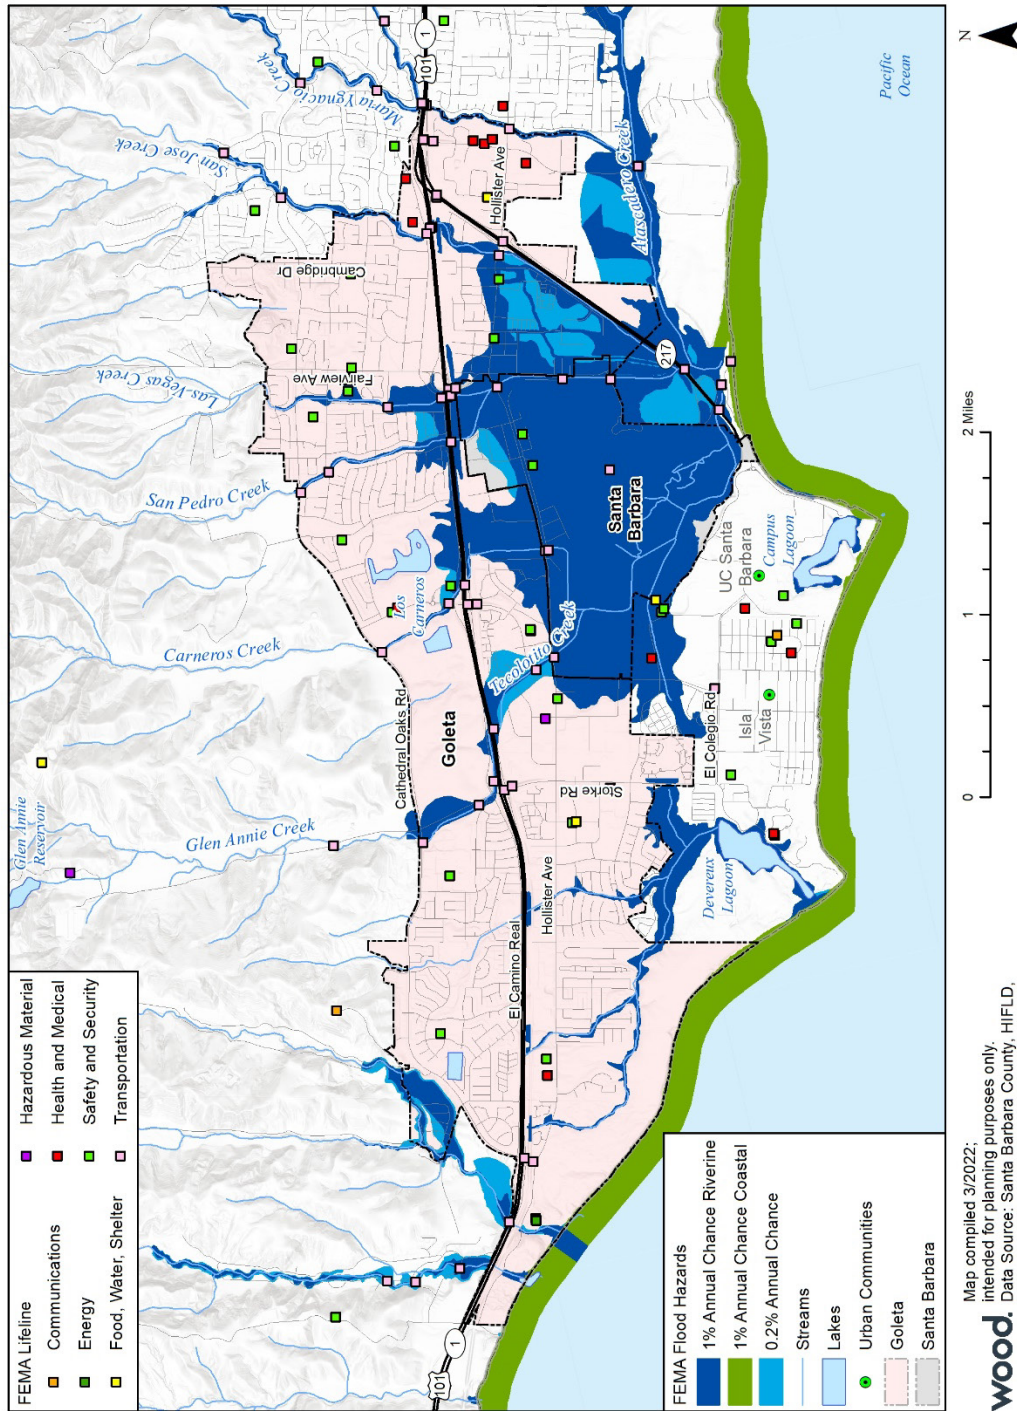 FEMA Lifeline
Communications
Energy
Food, Water, Shelter
Hazardous Material
Health and Medical
Safety and Security
Transportation
FEMA Flood Hazards
1% Annual Chance Riverine
1% Annual Chance Coastal
0.2% Annual Chance
Streams
Lakes
Urban Communities
Goleta
Santa Barbara
Glen Annie
Reservoir
Glen Annie Creek
Carneros Creek
San Pedro Creek
Las Vegas Creek
San Jose Creek
Maria Ygnacio Creek
Atascadero Creek
Tecolotito Creek
Los
Carneros
Cathedral Oaks Rd
Goleta
Fairview Ave
Cambridge Dr
Hollister Ave
El Camino Real
Hollister Ave
Storke Rd
El Colegio Rd
Santa
Barbara
UC Santa
Barbara
Campus
Lagoon
Isla
Vista
Devereux
Lagoon
Pacific
Ocean
101
1
101
1
217
0
1
2 Miles
N
wood.
Map compiled 3/2022;
intended for planning purposes only.
Data Source: Santa Barbara County, HIFLD,